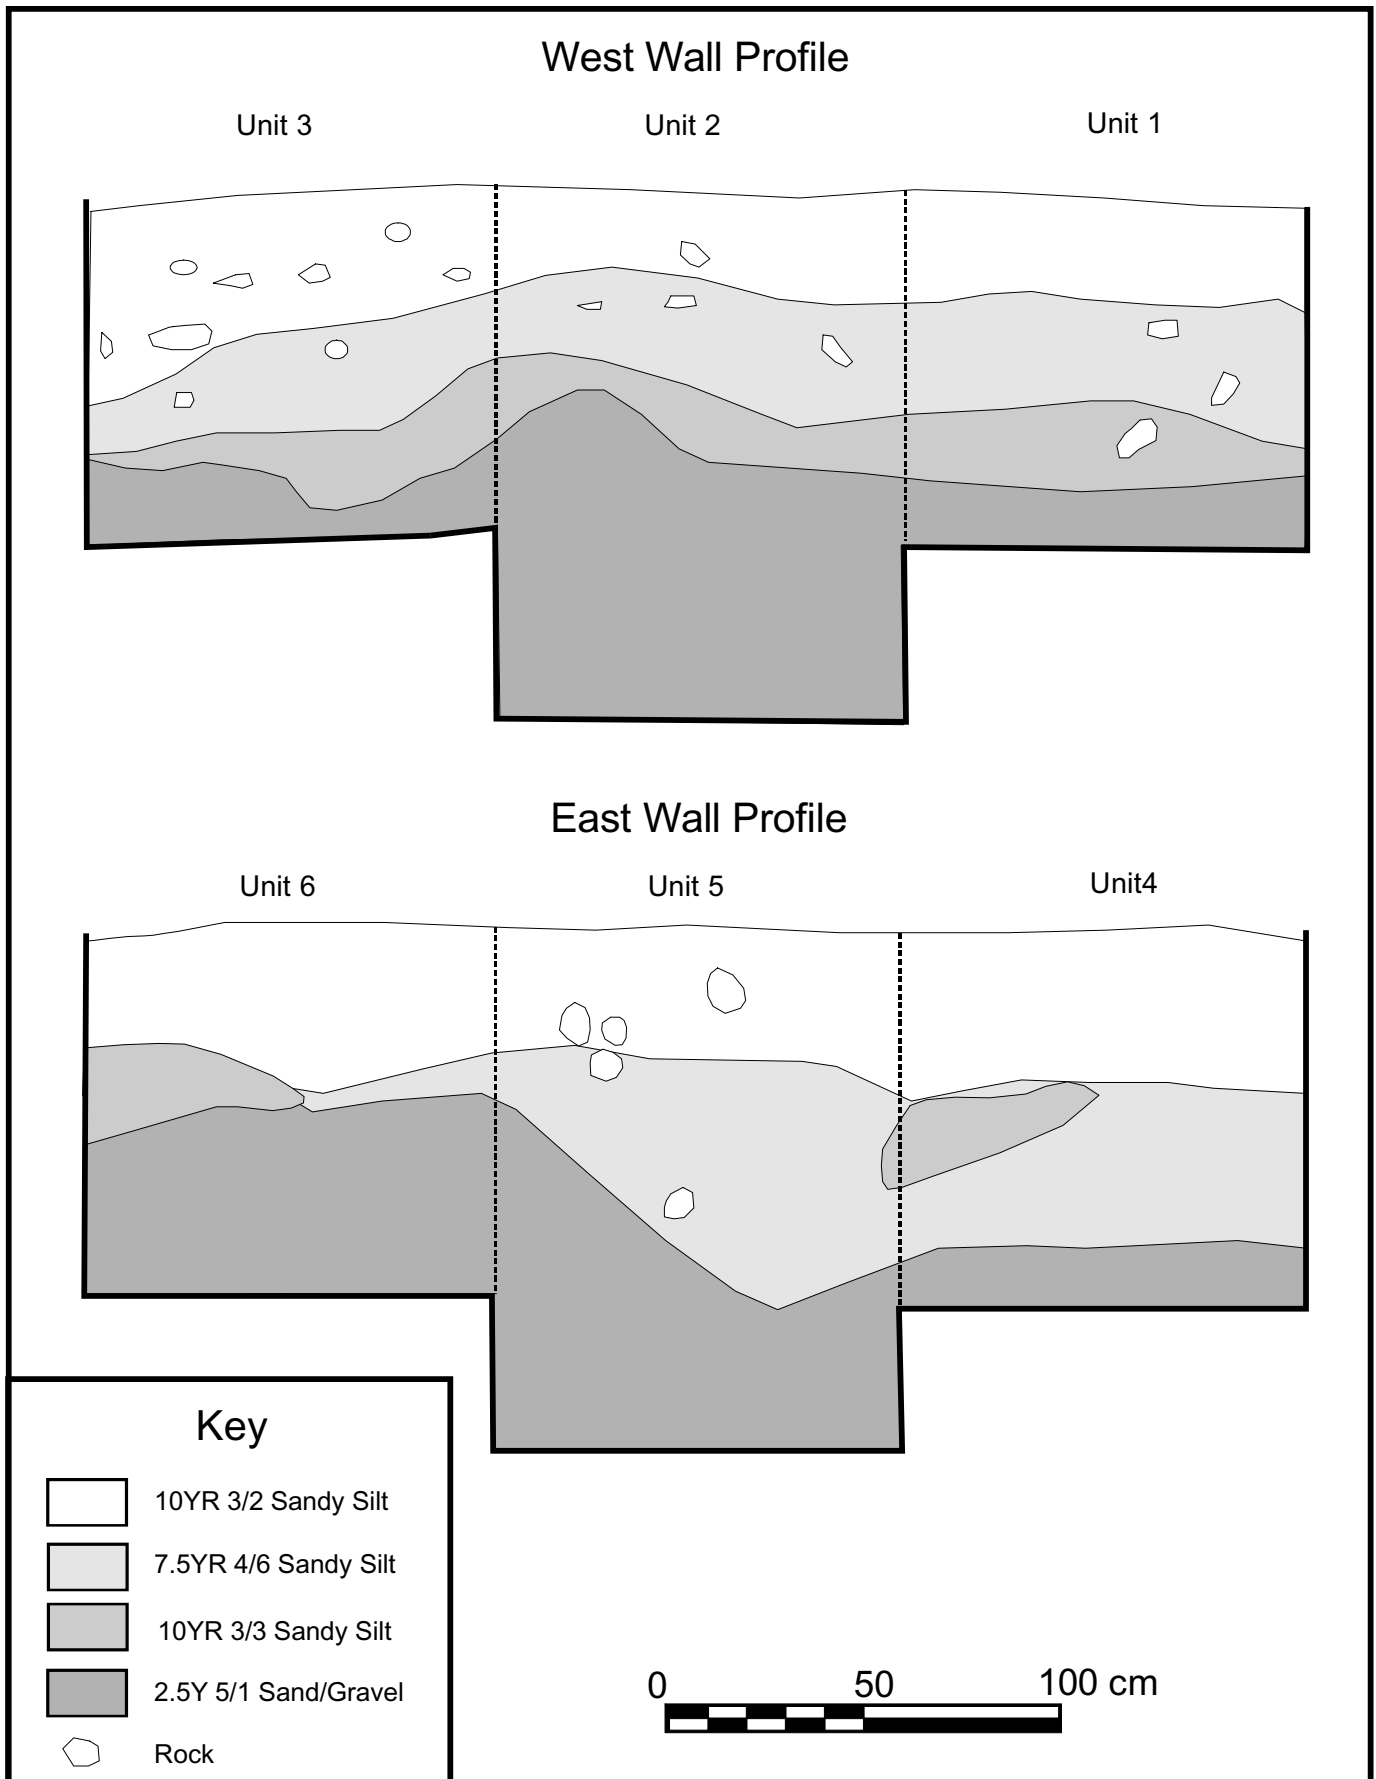 West Wall Profile
Unit 3 Unit 2 Unit 1
East Wall Profile
Unit 6 Unit 5 Unit4
Key
10YR 3/2 Sandy Silt
7.5YR 4/6 Sandy Silt
10YR 3/3 Sandy Silt
2.5Y 5/1 Sand/Gravel
Rock
0 50 100 cm